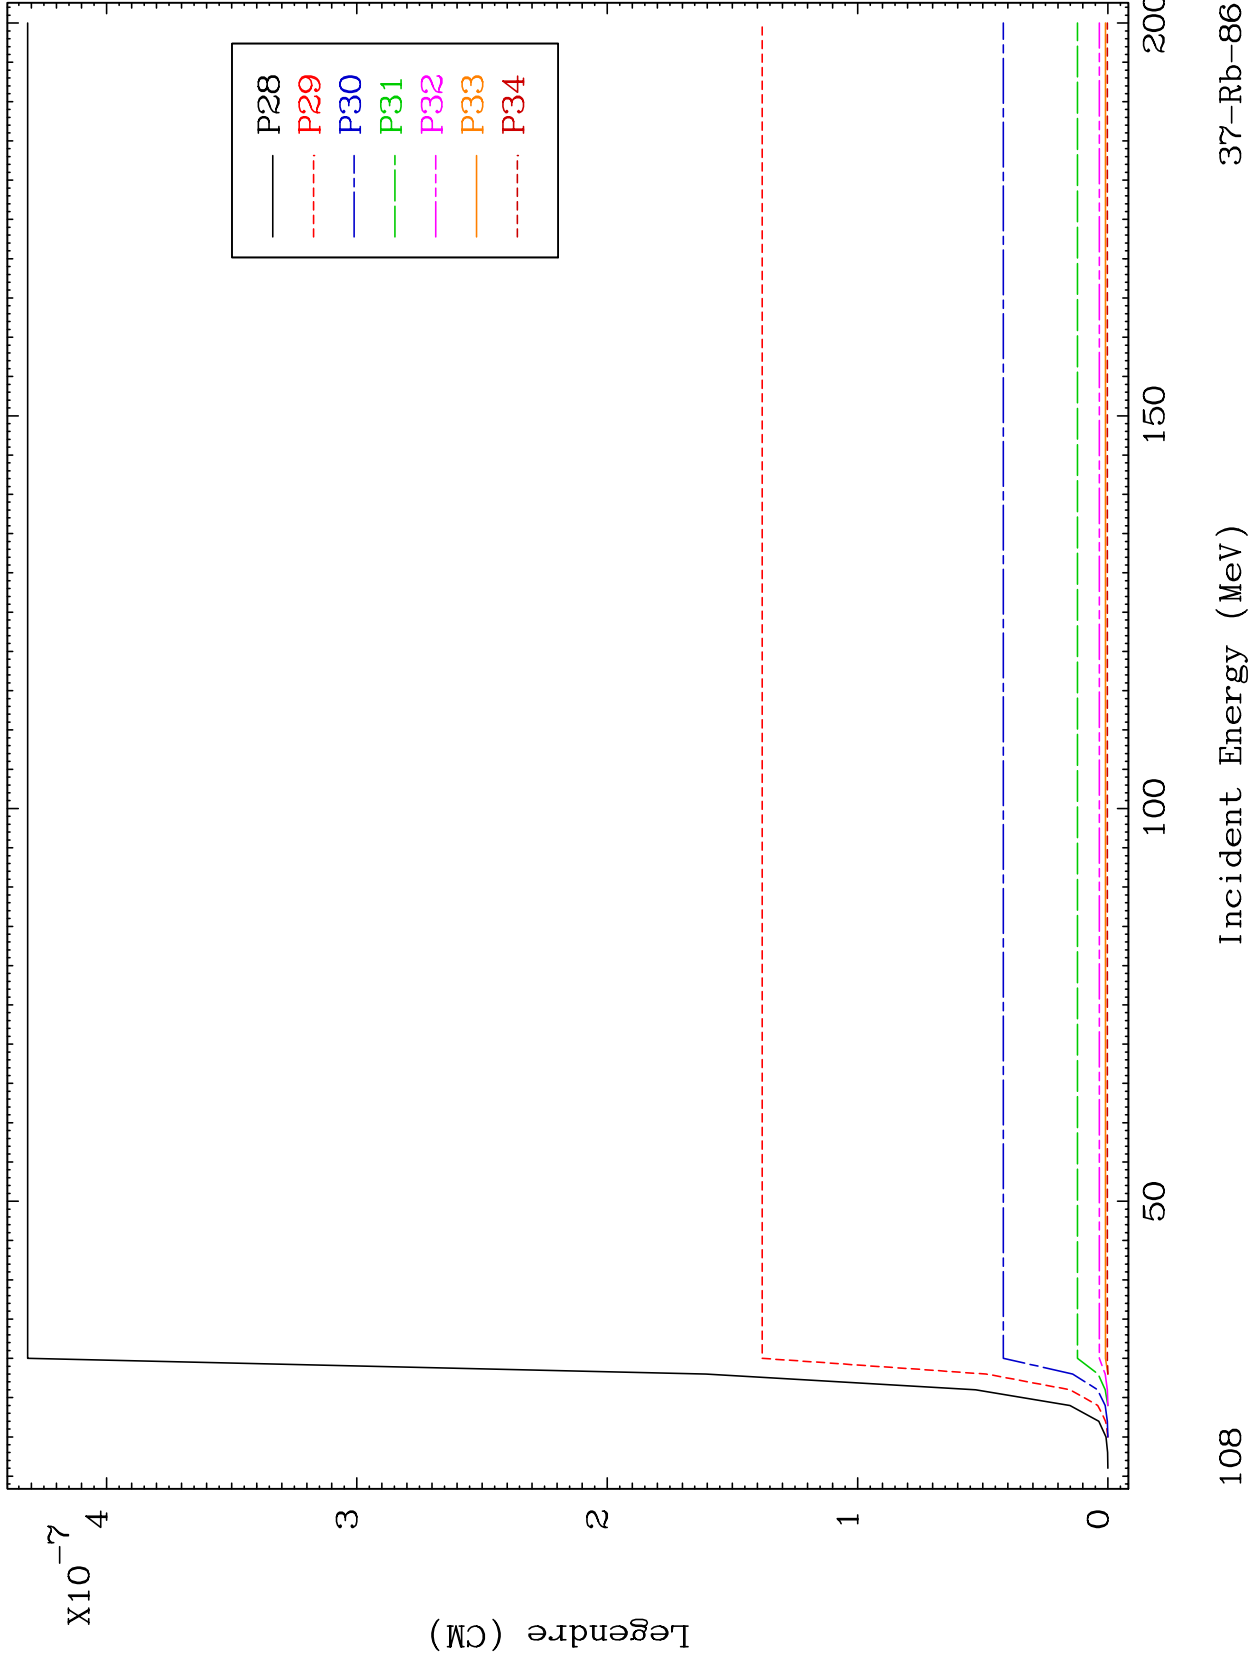 X10-7
4
3
2
1
0
Legendre (CM)
P28
P29
P30
P31
P32
P33
P34
50
100
150
200
Incident Energy (MeV)
108
37-Rb-86